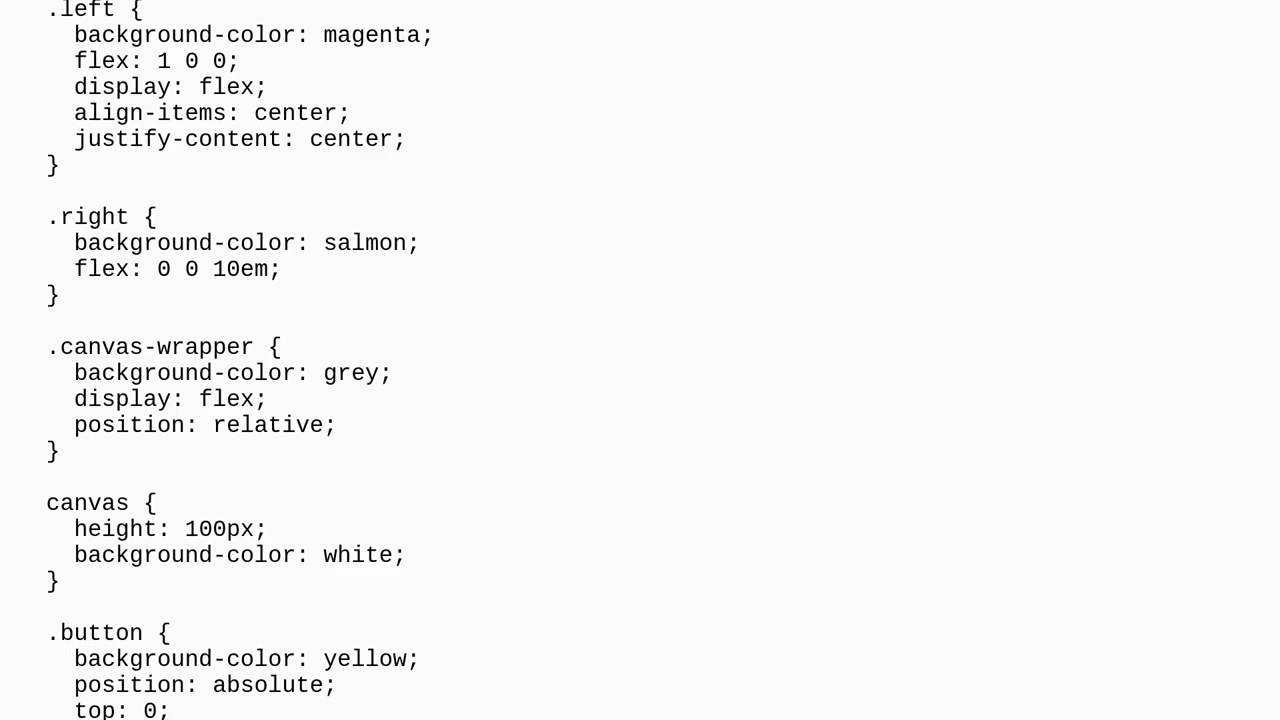 .left {
  background-color: magenta;
  flex: 1 0 0;
  display: flex;
  align-items: center;
  justify-content: center;
}

.right {
  background-color: salmon;
  flex: 0 0 10em;
}

.canvas-wrapper {
  background-color: grey;
  display: flex;
  position: relative;
}

canvas {
  height: 100px;
  background-color: white;
}

.button {
  background-color: yellow;
  position: absolute;
  top: 0;